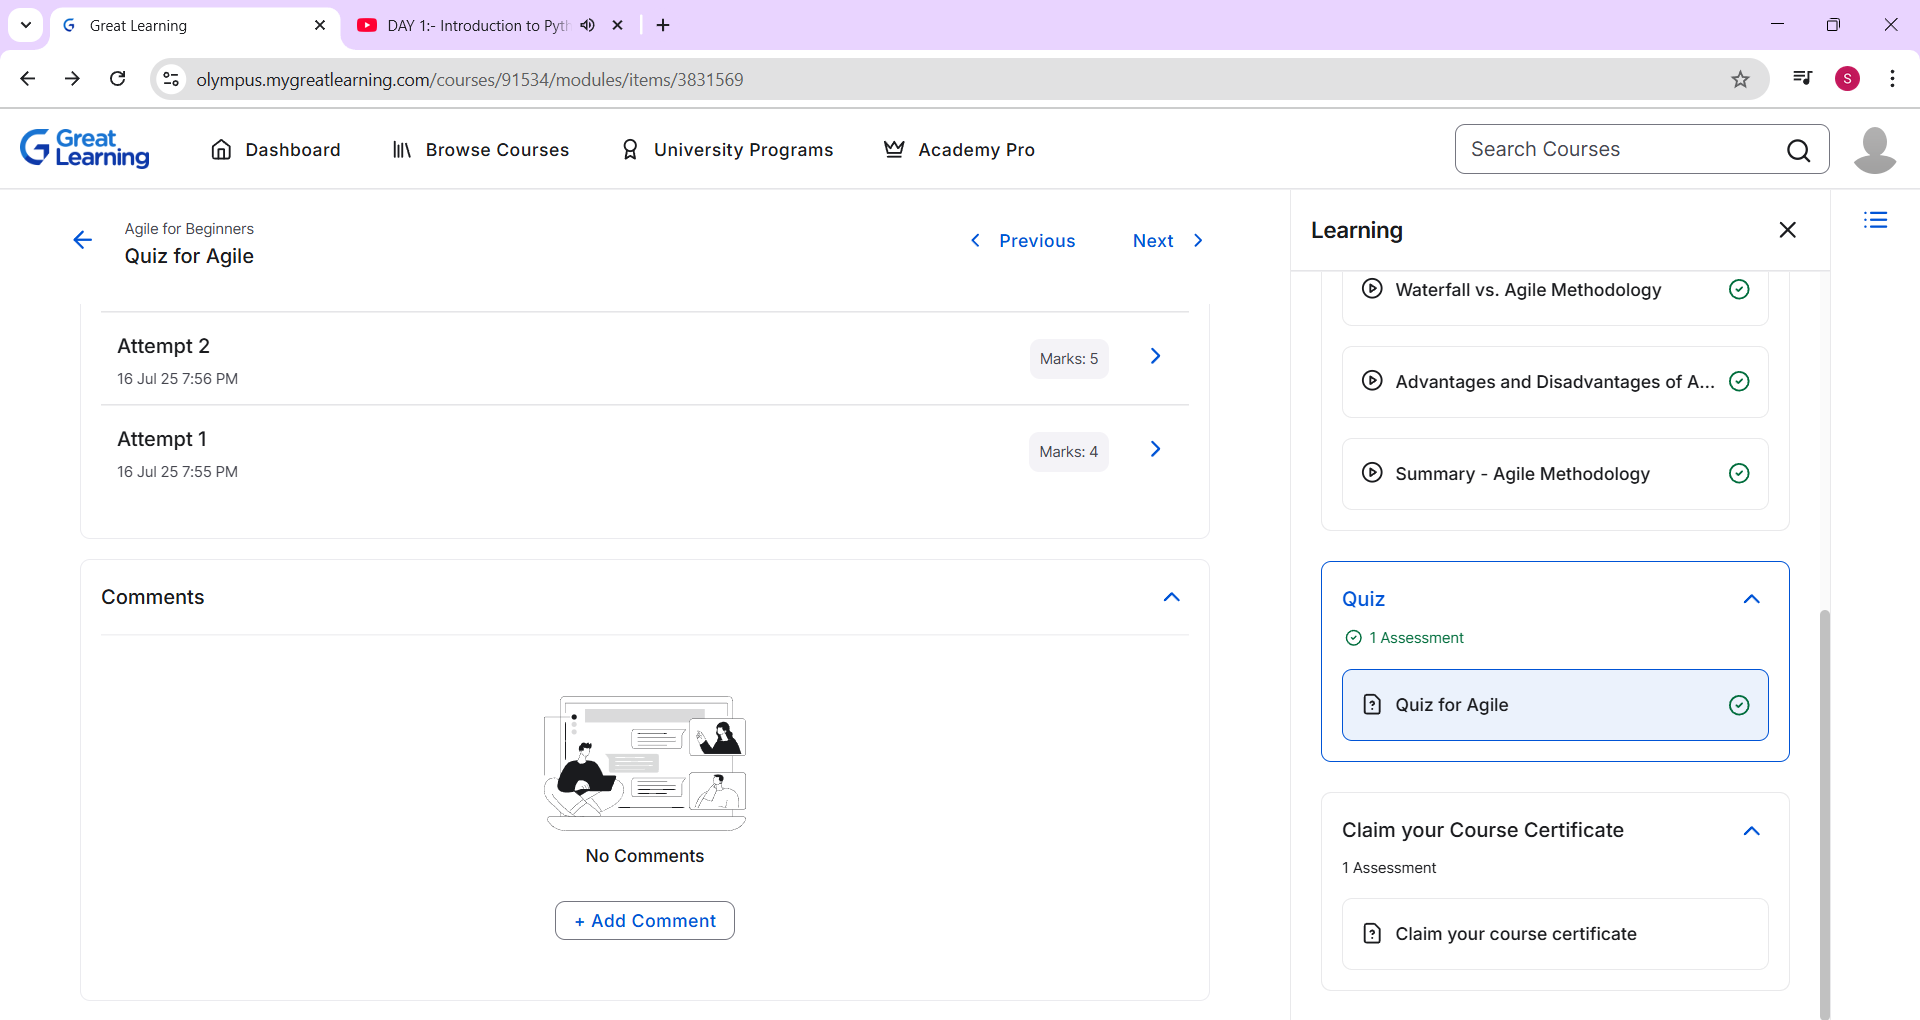 Great Learning
DAY 1:- Introduction to Pyth
olympus.mygreatlearning.com/courses/91534/modules/items/3831569
S
Great
Learning
Dashboard
Browse Courses
University Programs
Academy Pro
Search Courses
Agile for Beginners
Quiz for Agile
Previous
Next
Attempt 2
16 Jul 25 7:56 PM
Marks: 5
Attempt 1
16 Jul 25 7:55 PM
Marks: 4
Comments
No Comments
+ Add Comment
Learning
Waterfall vs. Agile Methodology
Advantages and Disadvantages of A...
Summary - Agile Methodology
Quiz
1 Assessment
Quiz for Agile
Claim your Course Certificate
1 Assessment
Claim your course certificate